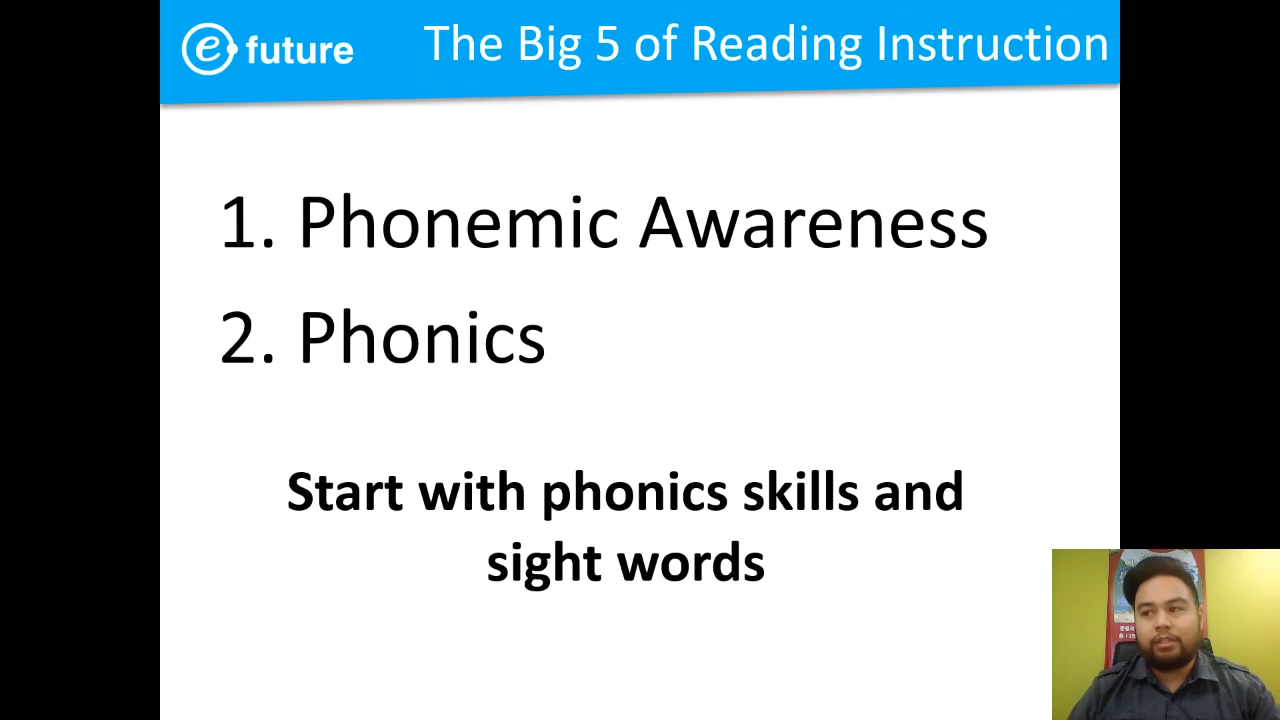 e future
The Big 5 of Reading Instruction
1. Phonemic Awareness
2. Phonics
Start with phonics skills and
sight words